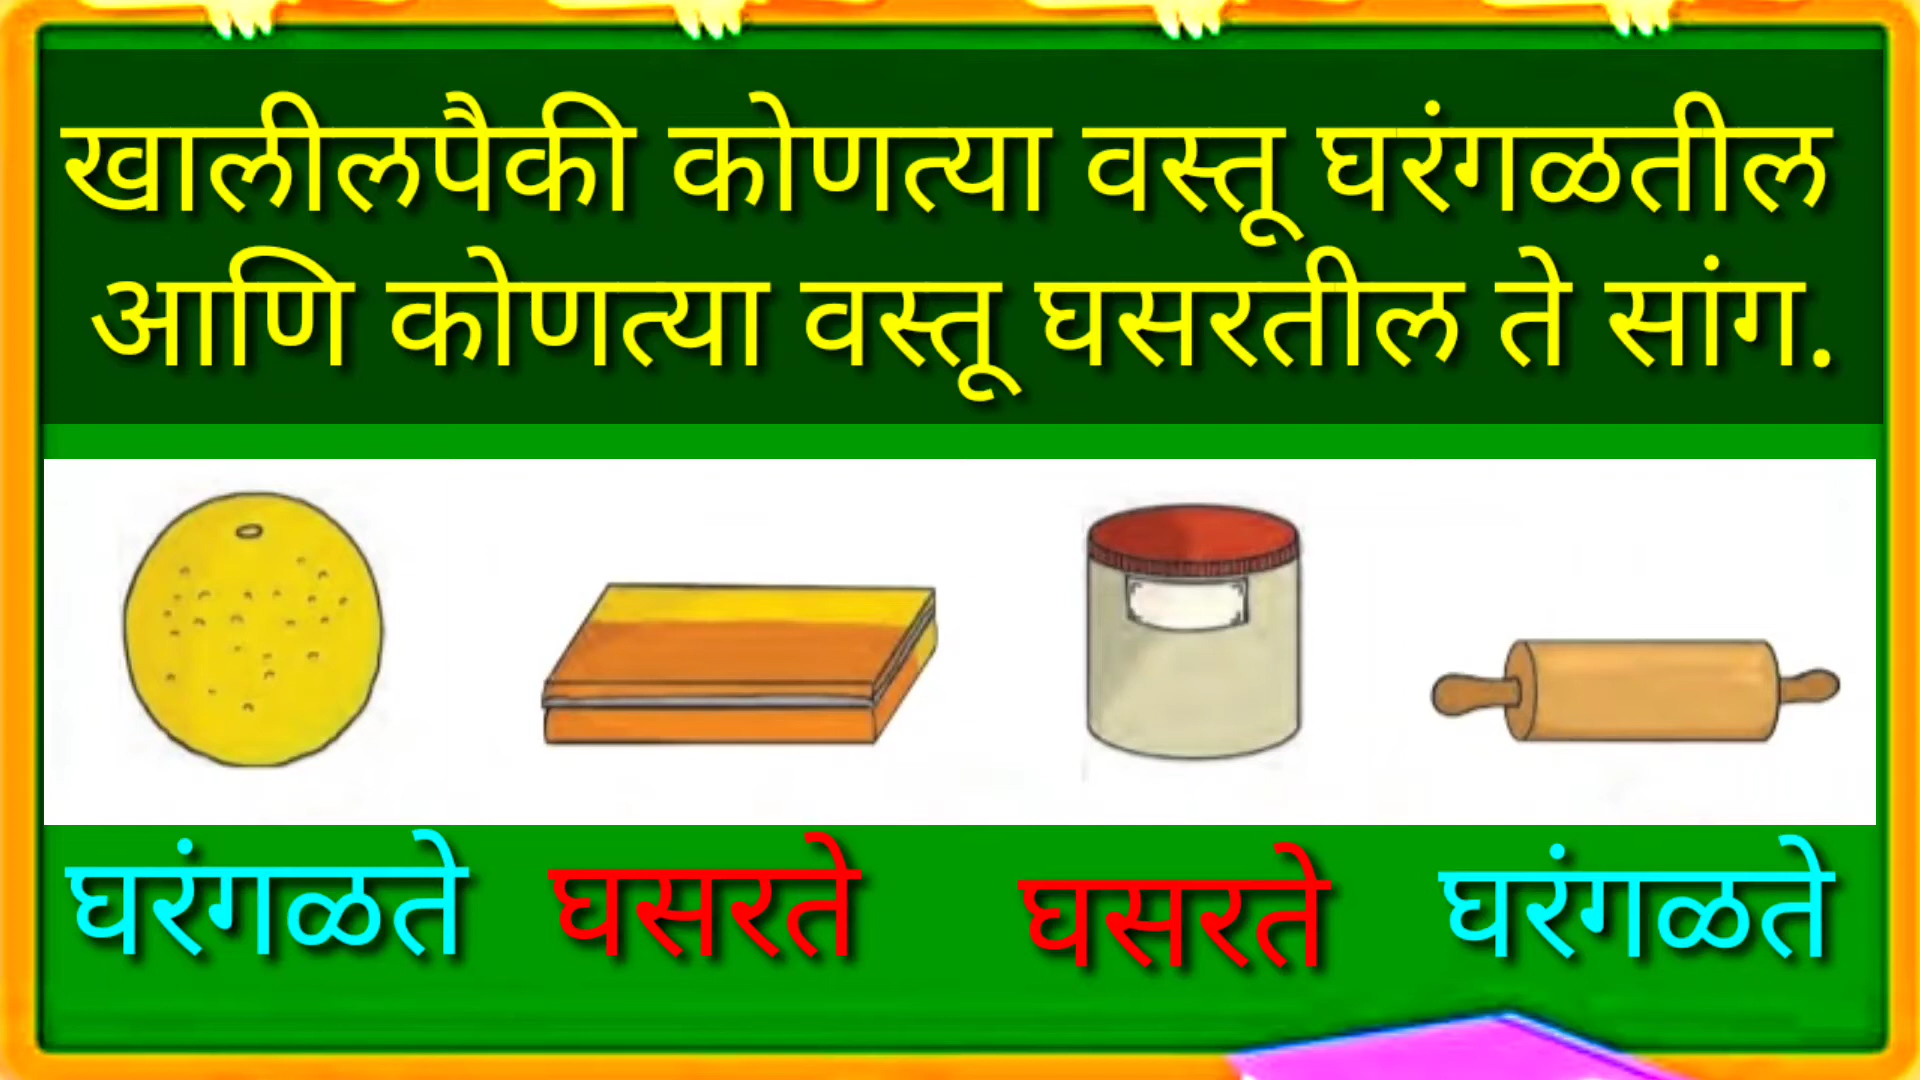 खालीलपैकी कोणत्या वस्तू घरंगळतील
आणि कोणत्या वस्तू घसरतील ते सांग.
घरंगळते घसरते घसरते घरंगळते